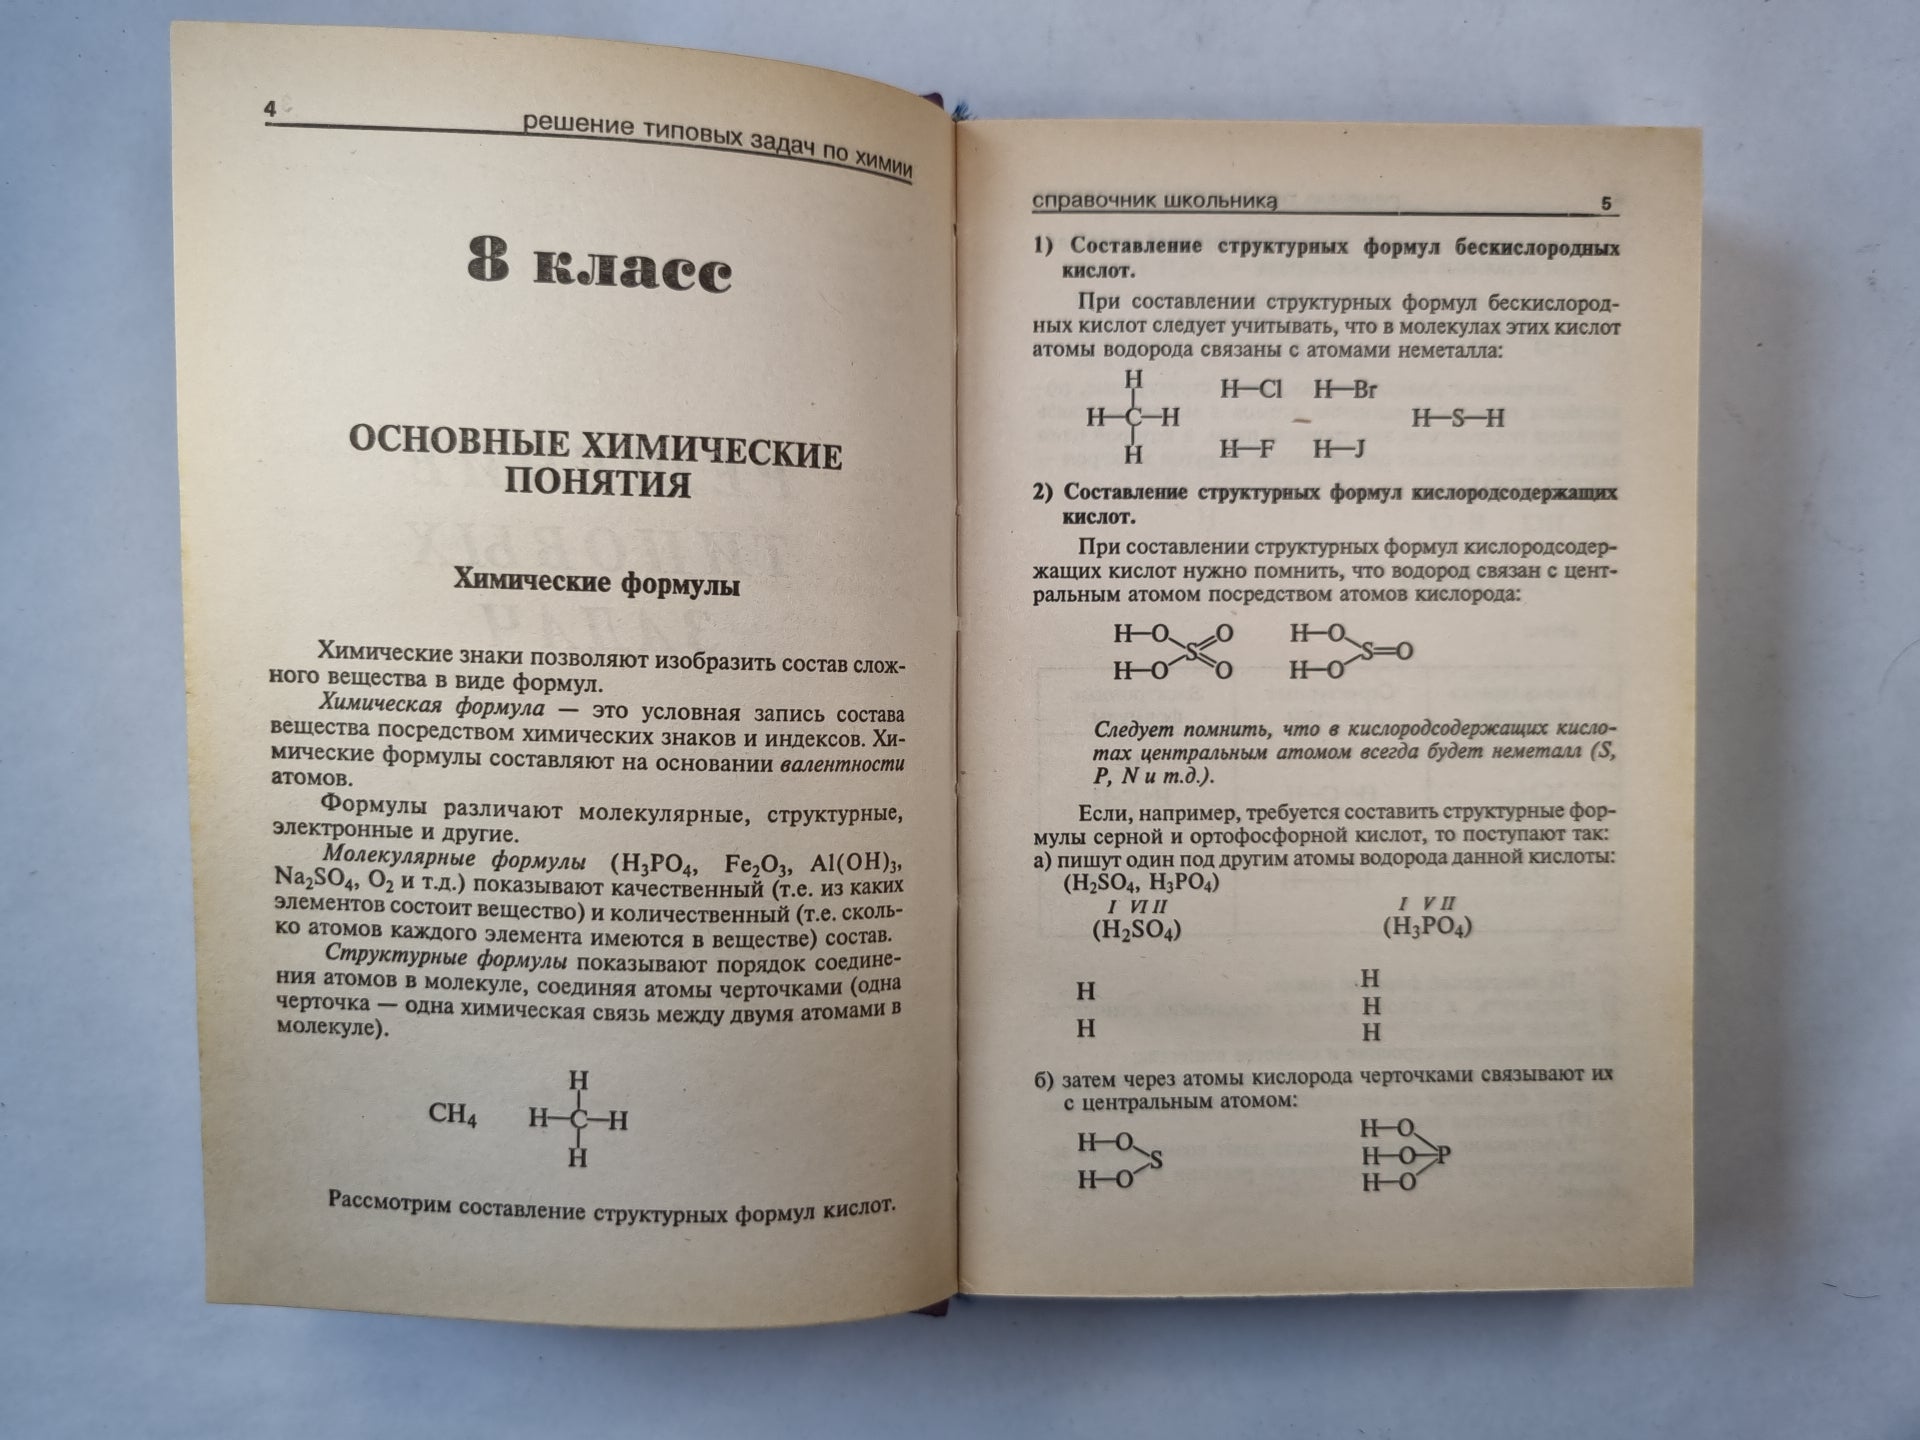 4
решение типовых задач по химии
8 класс
ОСНОВНЫЕ ХИМИЧЕСКИЕ
ПОНЯТИЯ
Химические формулы
Химические знаки позволяют изобразить состав слож-
ного вещества в виде формул.
Химическая формула — это условная запись состава
вещества посредством химических знаков и индексов. Хи-
мические формулы составляют на основании валентности
атомов.
Формулы различают молекулярные, структурные,
электронные и другие.
Молекулярные формулы (H₃PO₄, Fe₂O₃, Al(OH)₃,
Na₂SO₄, O₂ и т.д.) показывают качественный (т.е. из каких
элементов состоит вещество) и количественный (т.е. сколь-
ко атомов каждого элемента имеются в веществе) состав.
Структурные формулы показывают порядок соедине-
ния атомов в молекуле, соединяя атомы черточками (одна
черточка — одна химическая связь между двумя атомами в
молекуле).
H
CH₄ H—C—H
H
Рассмотрим составление структурных формул кислот.
справочник школьника 5
1) Составление структурных формул бескислородных
кислот.
При составлении структурных формул бескислород-
ных кислот следует учитывать, что в молекулах этих кислот
атомы водорода связаны с атомами неметалла:
H
H—Cl H—Br
H—C—H H—S—H
H—F H—J
H
2) Составление структурных формул кислородсодержащих
кислот.
При составлении структурных формул кислородсодер-
жащих кислот нужно помнить, что водород связан с цент-
ральным атомом посредством атомов кислорода:
H—O O H—O
S S=O
H—O O H—O
Следует помнить, что в кислородсодержащих кисло-
тах центральным атомом всегда будет неметалл (S,
P, N и т.д.).
Если, например, требуется составить структурные фор-
мулы серной и ортофосфорной кислот, то поступают так:
а) пишут один под другим атомы водорода данной кислоты:
(H₂SO₄, H₃PO₄)
I VI II I V II
(H₂SO₄) (H₃PO₄)
H
H
H
H
H
б) затем через атомы кислорода черточками связывают их
с центральным атомом:
H—O H—O
S H—O—P
H—O H—O